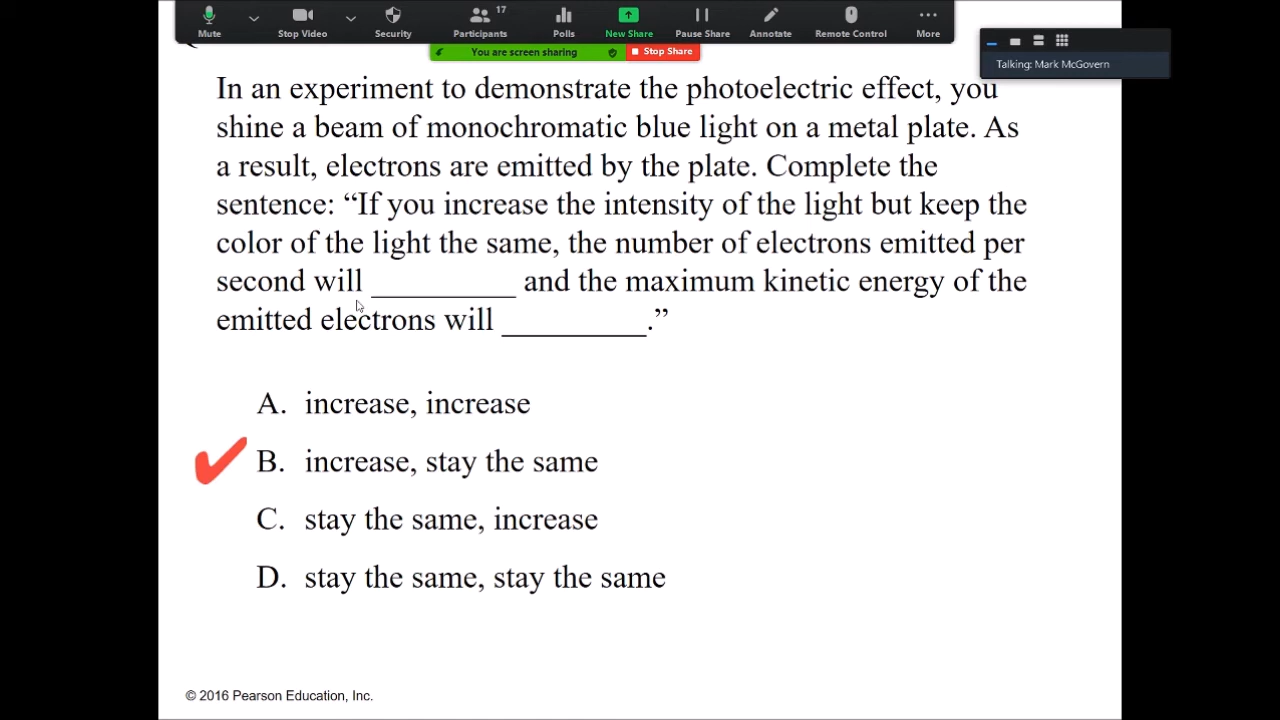 Mute
Stop Video
Security
Participants
17
Polls
New Share
Pause Share
Annotate
Remote Control
More
You are screen sharing
Stop Share
Talking: Mark McGovern
In an experiment to demonstrate the photoelectric effect, you
shine a beam of monochromatic blue light on a metal plate. As
a result, electrons are emitted by the plate. Complete the
sentence: “If you increase the intensity of the light but keep the
color of the light the same, the number of electrons emitted per
second will __________ and the maximum kinetic energy of the
emitted electrons will __________.”
A. increase, increase
B. increase, stay the same
C. stay the same, increase
D. stay the same, stay the same
© 2016 Pearson Education, Inc.